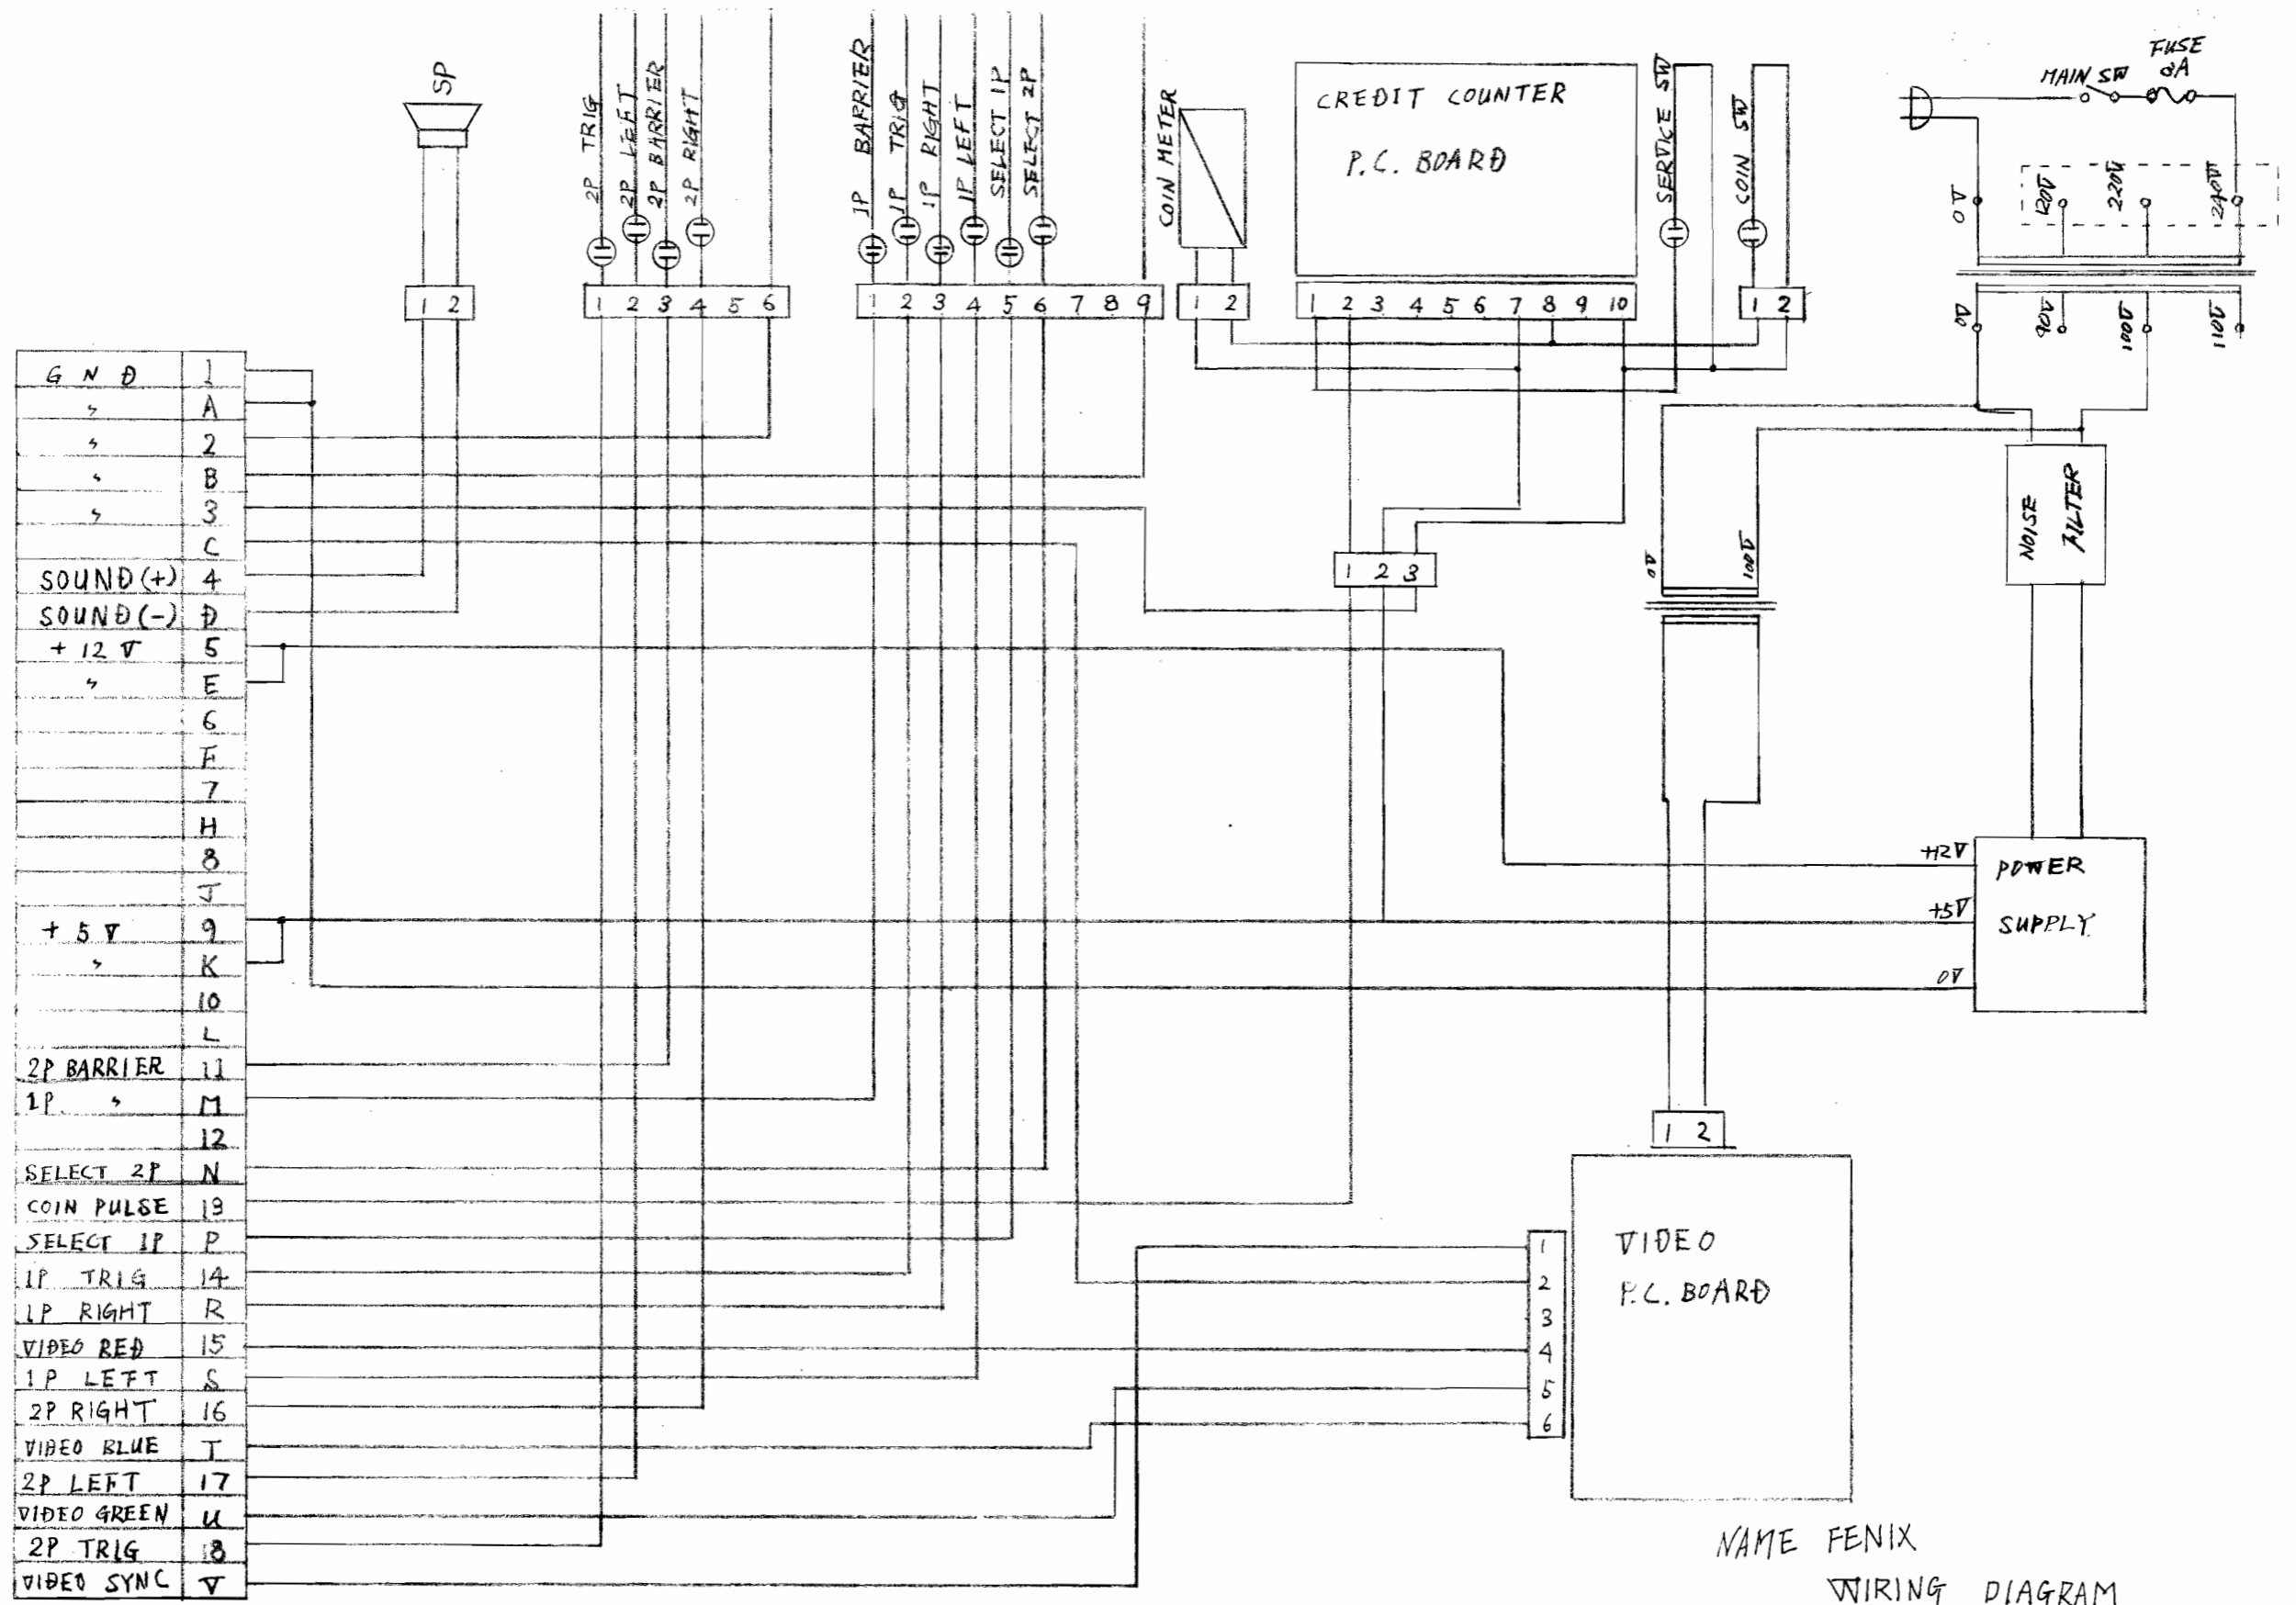 SP
2P TRIG
2P LEFT
2P BARRIER
2P RIGHT
1P BARRIER
1P TRIG
1P RIGHT
1P LEFT
SELECT 1P
SELECT 2P
COIN METER
CREDIT COUNTER
P.C. BOARD
SERVICE SW
COIN SW
MAIN SW
FUSE
2A
0V
120V
220V
240V
1 2
1 2 3 4 5 6
1 2 3 4 5 6 7 8 9
1 2
1 2 3 4 5 6 7 8 9 10
1 2
0V
90V
100V
110V
NOISE
FILTER
0V
100V
1 2 3
GND 1
〃 A
〃 2
〃 B
〃 3
C
SOUND(+) 4
SOUND(-) D
+12V 5
〃 E
6
F
7
H
8
J
+5V 9
〃 K
10
L
2P BARRIER 11
1P 〃 M
12
SELECT 2P N
COIN PULSE 13
SELECT 1P P
1P TRIG 14
1P RIGHT R
VIDEO RED 15
1P LEFT S
2P RIGHT 16
VIDEO BLUE T
2P LEFT 17
VIDEO GREEN U
2P TRIG 18
VIDEO SYNC V
+12V
+5V
0V
POWER
SUPPLY
1 2
VIDEO
P.C. BOARD
1
2
3
4
5
6
NAME FENIX
WIRING DIAGRAM